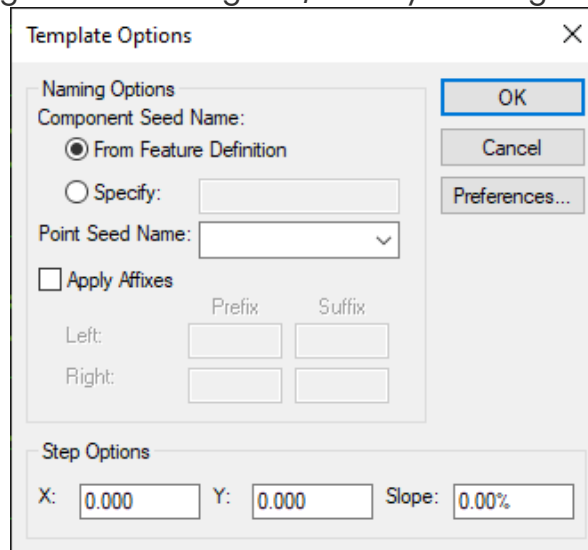 Template Options
Naming Options
OK
Component Seed Name:
From Feature Definition
Cancel
Specify:
Preferences...
Point Seed Name:
Apply Affixes
Prefix Suffix
Left:
Right:
Step Options
X: 0.000 Y: 0.000 Slope: 0.00%